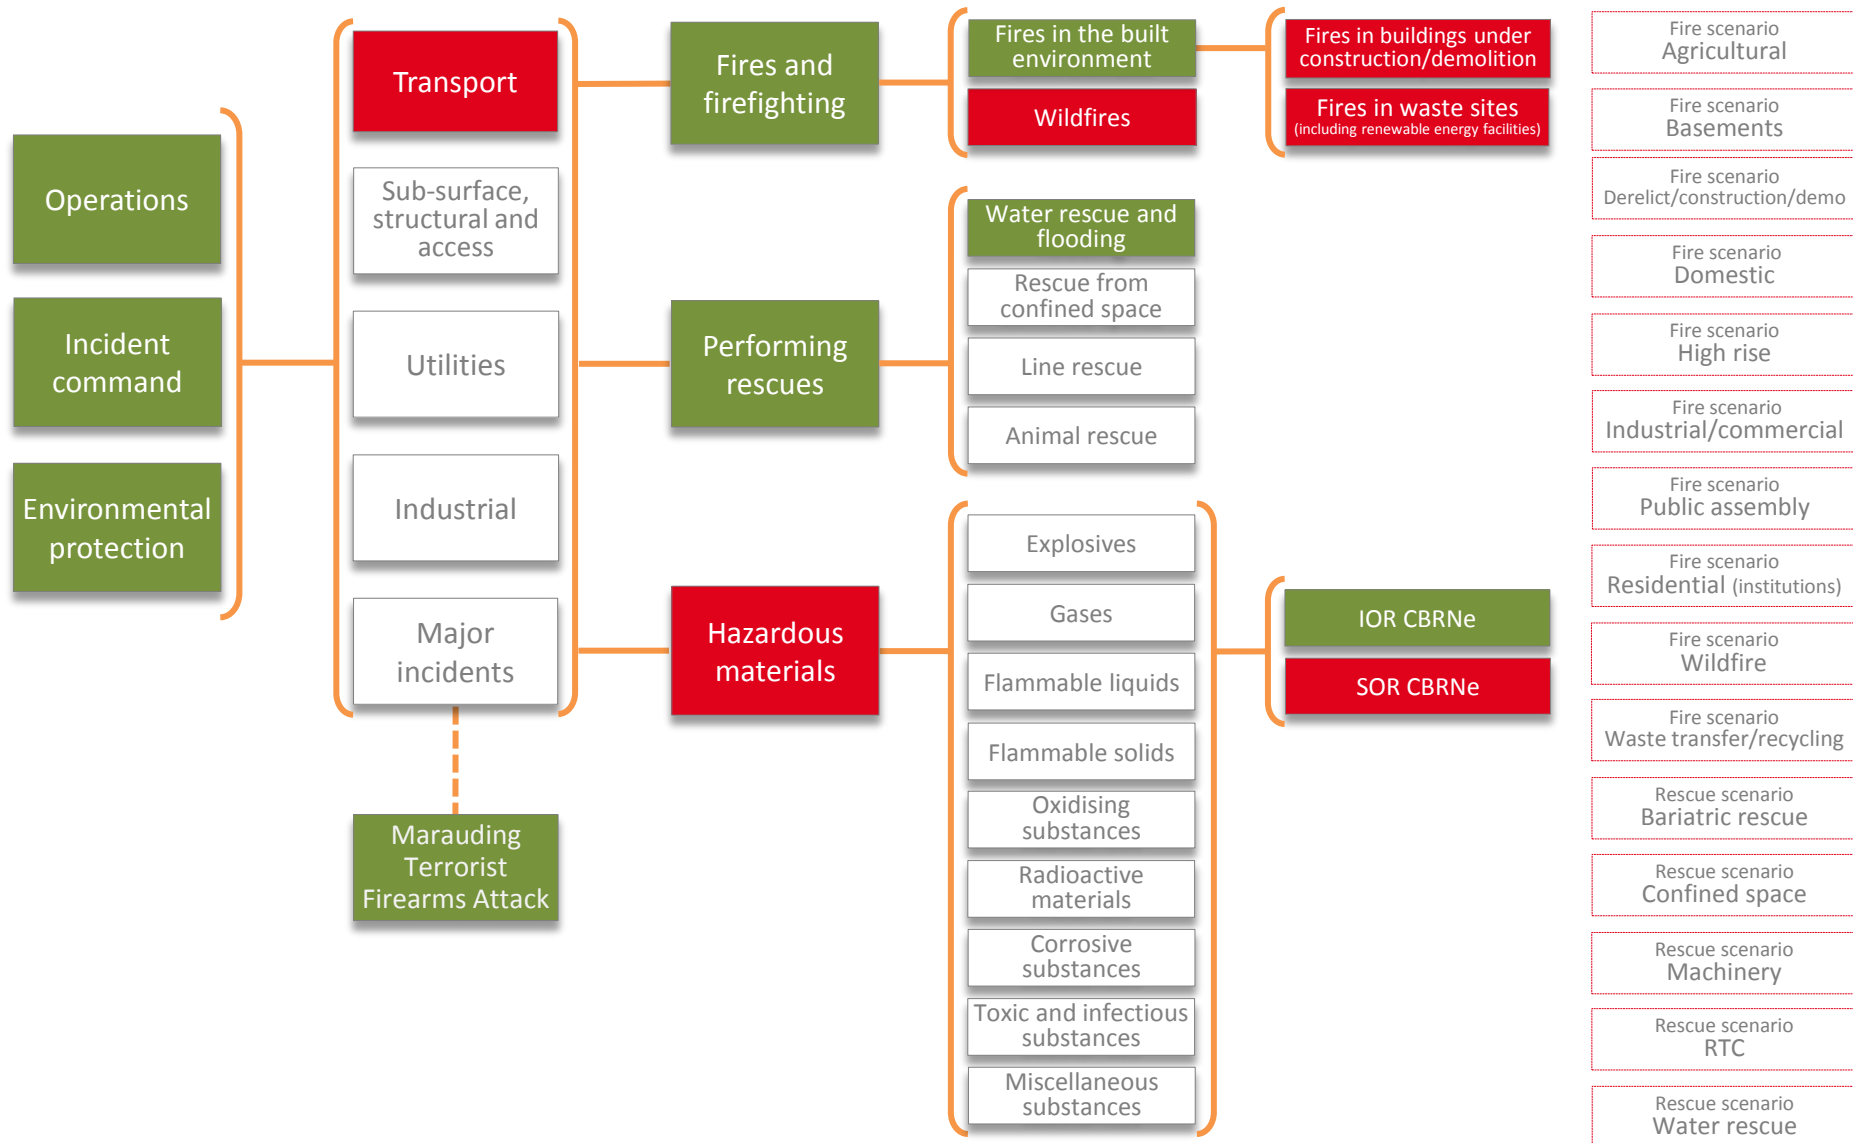 Operations
Incident
command
Environmental
protection
Transport
Sub-surface,
structural and
access
Utilities
Industrial
Major
incidents
Marauding
Terrorist
Firearms Attack
Fires and
firefighting
Performing
rescues
Hazardous
materials
Fires in the built
environment
Wildfires
Water rescue and
flooding
Rescue from
confined space
Line rescue
Animal rescue
Explosives
Gases
Flammable liquids
Flammable solids
Oxidising
substances
Radioactive
materials
Corrosive
substances
Toxic and infectious
substances
Miscellaneous
substances
Fires in buildings under
construction/demolition
Fires in waste sites
(including renewable energy facilities)
IOR CBRNe
SOR CBRNe
Fire scenario
Agricultural
Fire scenario
Basements
Fire scenario
Derelict/construction/demo
Fire scenario
Domestic
Fire scenario
High rise
Fire scenario
Industrial/commercial
Fire scenario
Public assembly
Fire scenario
Residential (institutions)
Fire scenario
Wildfire
Fire scenario
Waste transfer/recycling
Rescue scenario
Bariatric rescue
Rescue scenario
Confined space
Rescue scenario
Machinery
Rescue scenario
RTC
Rescue scenario
Water rescue